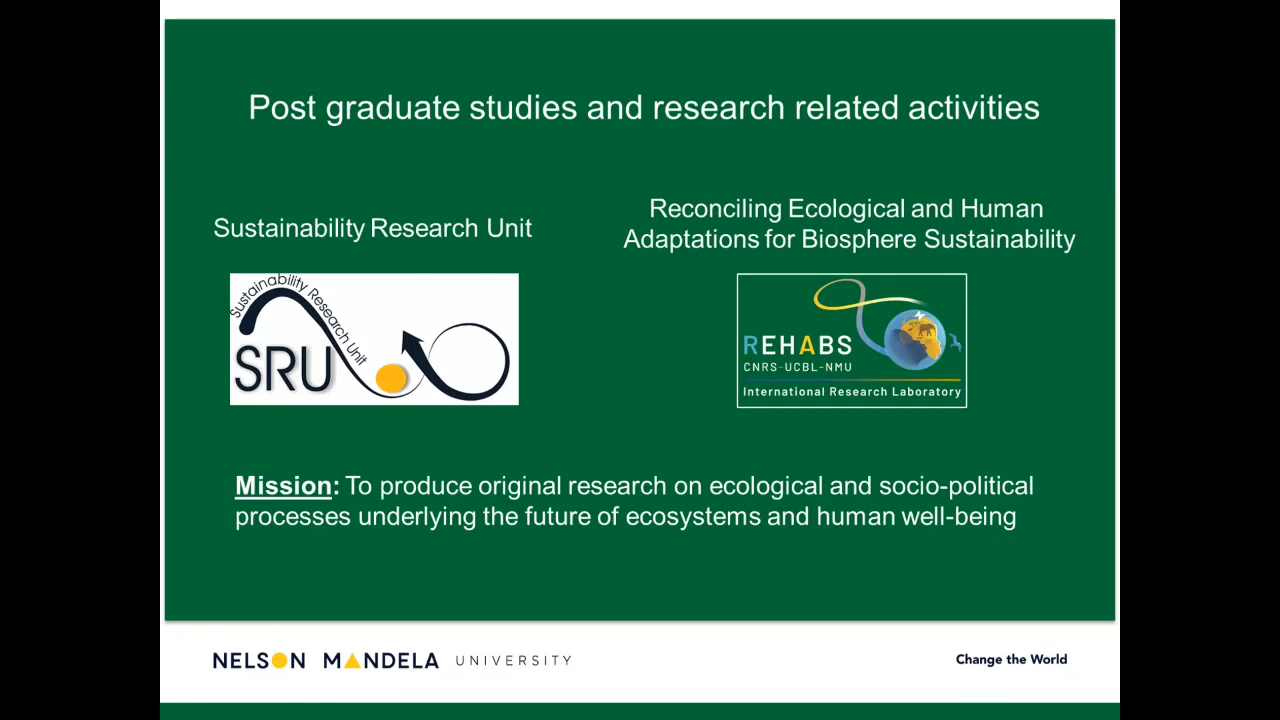 Post graduate studies and research related activities
Sustainability Research Unit
Sustainability Research Unit
SRU
Reconciling Ecological and Human
Adaptations for Biosphere Sustainability
REHABS
CNRS-UCBL-NMU
International Research Laboratory
Mission: To produce original research on ecological and socio-political
processes underlying the future of ecosystems and human well-being
NELSON MANDELA UNIVERSITY
Change the World